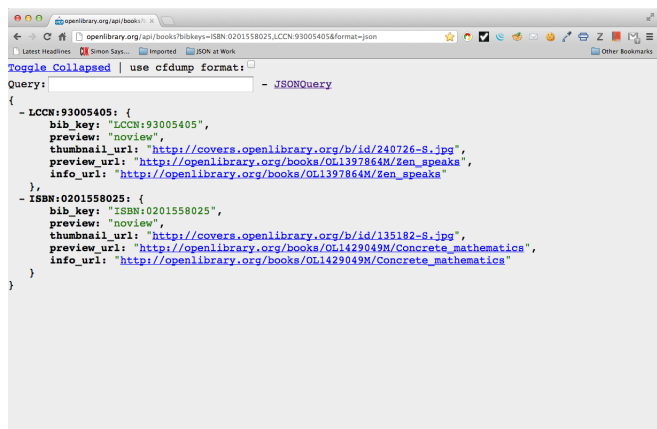 openlibrary.org/api/books?
openlibrary.org/api/books?bibkeys=ISBN:0201558025,LCCN:93005405&format=json
Latest Headlines Simon Says... Imported JSON at Work Other Bookmarks
Toggle Collapsed | use cfdump format:
Query: – JSONQuery
{
- LCCN:93005405: {
bib_key: "LCCN:93005405",
preview: "noview",
thumbnail_url: "http://covers.openlibrary.org/b/id/240726-S.jpg",
preview_url: "http://openlibrary.org/books/OL1397864M/Zen_speaks",
info_url: "http://openlibrary.org/books/OL1397864M/Zen_speaks"
},
- ISBN:0201558025: {
bib_key: "ISBN:0201558025",
preview: "noview",
thumbnail_url: "http://covers.openlibrary.org/b/id/135182-S.jpg",
preview_url: "http://openlibrary.org/books/OL1429049M/Concrete_mathematics",
info_url: "http://openlibrary.org/books/OL1429049M/Concrete_mathematics"
}
}